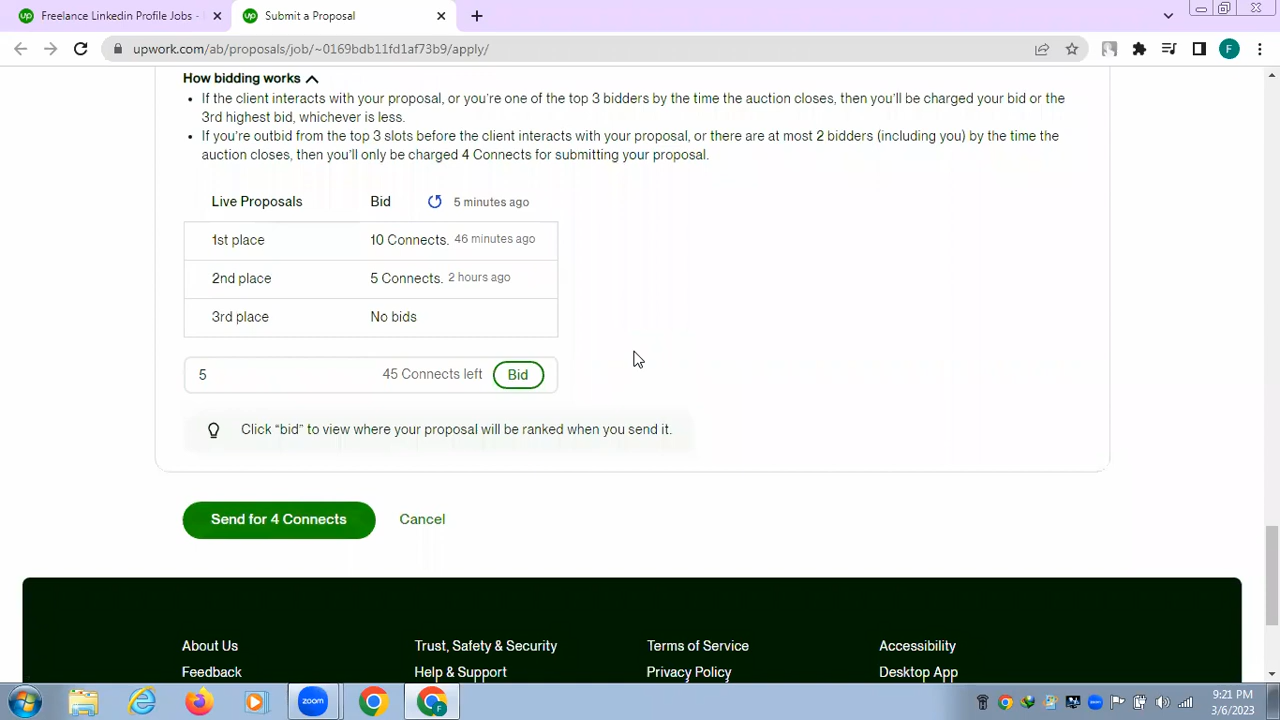 Freelance Linkedin Profile Jobs -
Submit a Proposal
upwork.com/ab/proposals/job/~0169bdb11fd1af73b9/apply/
F
How bidding works
If the client interacts with your proposal, or you're one of the top 3 bidders by the time the auction closes, then you'll be charged your bid or the
3rd highest bid, whichever is less.
If you're outbid from the top 3 slots before the client interacts with your proposal, or there are at most 2 bidders (including you) by the time the
auction closes, then you'll only be charged 4 Connects for submitting your proposal.
Live Proposals Bid 5 minutes ago
1st place 10 Connects. 46 minutes ago
2nd place 5 Connects. 2 hours ago
3rd place No bids
5 45 Connects left Bid
Click "bid" to view where your proposal will be ranked when you send it.
Send for 4 Connects Cancel
About Us Trust, Safety & Security Terms of Service Accessibility
Feedback Help & Support Privacy Policy Desktop App
zoom
F
9:21 PM
3/6/2023